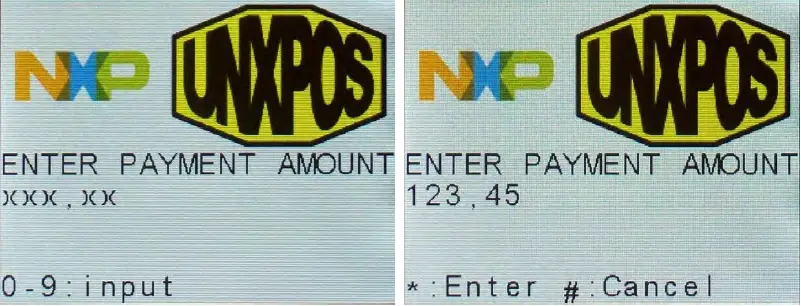 NXP UNXPOS
ENTER PAYMENT AMOUNT
xxx,xx
0-9:input
NXP UNXPOS
ENTER PAYMENT AMOUNT
123,45
*:Enter #:Cancel